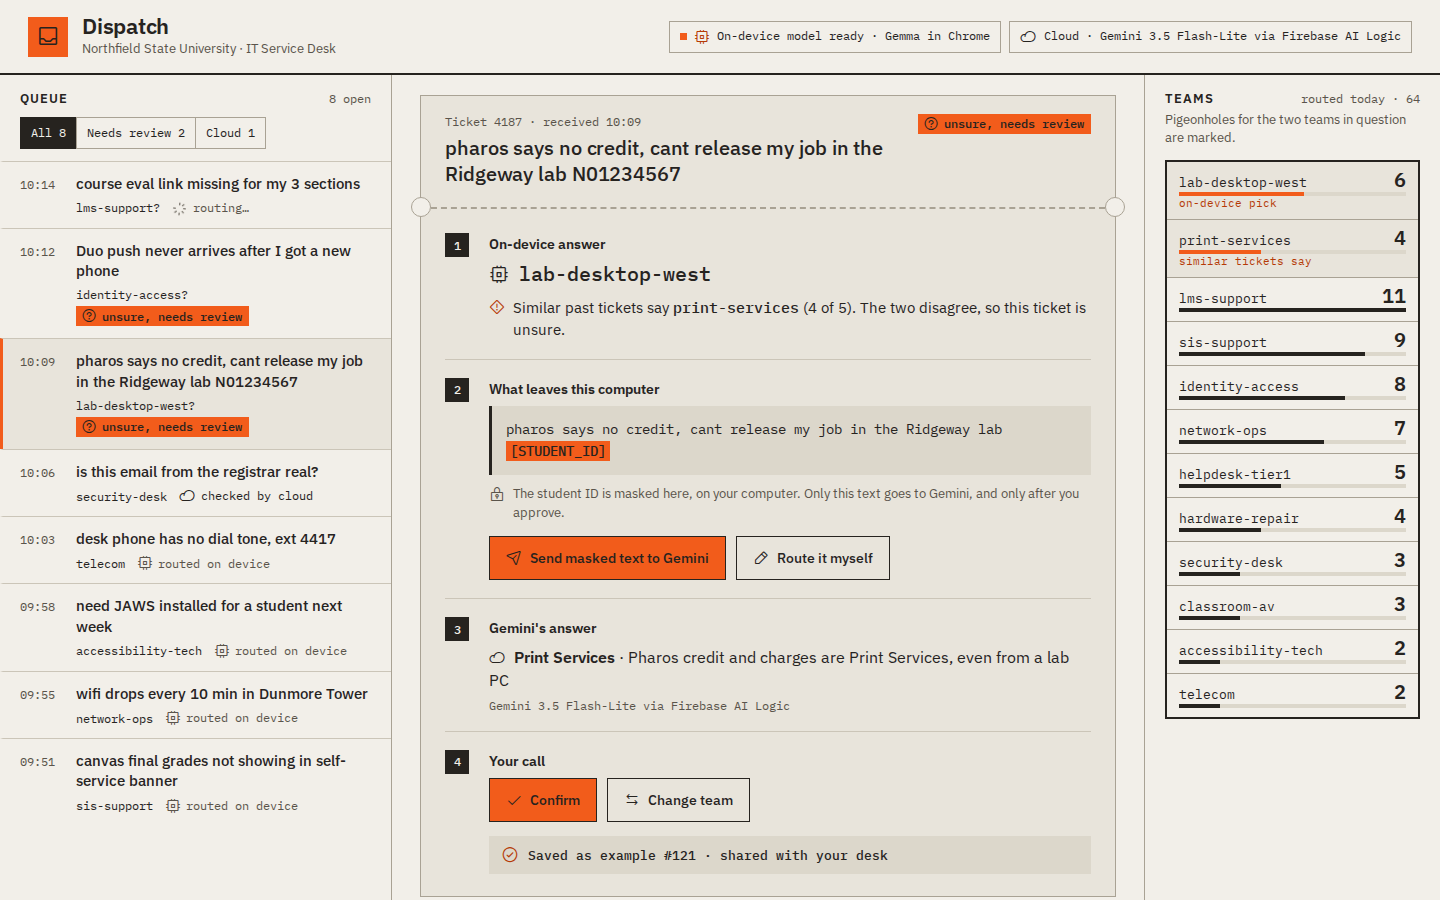 Dispatch
Northfield State University · IT Service Desk
On-device model ready · Gemma in Chrome
Cloud · Gemini 3.5 Flash-Lite via Firebase AI Logic
QUEUE
8 open
All 8
Needs review 2
Cloud 1
10:14
course eval link missing for my 3 sections
lms-support?
routing…
10:12
Duo push never arrives after I got a new
phone
identity-access?
unsure, needs review
10:09
pharos says no credit, cant release my job
in the Ridgeway lab N01234567
lab-desktop-west?
unsure, needs review
10:06
is this email from the registrar real?
security-desk
checked by cloud
10:03
desk phone has no dial tone, ext 4417
telecom
routed on device
09:58
need JAWS installed for a student next
week
accessibility-tech
routed on device
09:55
wifi drops every 10 min in Dunmore Tower
network-ops
routed on device
09:51
canvas final grades not showing in self-
service banner
sis-support
routed on device
Ticket 4187 · received 10:09
unsure, needs review
pharos says no credit, cant release my job in the
Ridgeway lab N01234567
1
On-device answer
lab-desktop-west
Similar past tickets say print-services (4 of 5). The two disagree, so this ticket is
unsure.
2
What leaves this computer
pharos says no credit, cant release my job in the Ridgeway lab
[STUDENT_ID]
The student ID is masked here, on your computer. Only this text goes to Gemini, and only after you
approve.
Send masked text to Gemini
Route it myself
3
Gemini's answer
Print Services · Pharos credit and charges are Print Services, even from a lab
PC
Gemini 3.5 Flash-Lite via Firebase AI Logic
4
Your call
Confirm
Change team
Saved as example #121 · shared with your desk
TEAMS
routed today · 64
Pigeonholes for the two teams in question
are marked.
lab-desktop-west
6
on-device pick
print-services
4
similar tickets say
lms-support
11
sis-support
9
identity-access
8
network-ops
7
helpdesk-tier1
5
hardware-repair
4
security-desk
3
classroom-av
3
accessibility-tech
2
telecom
2